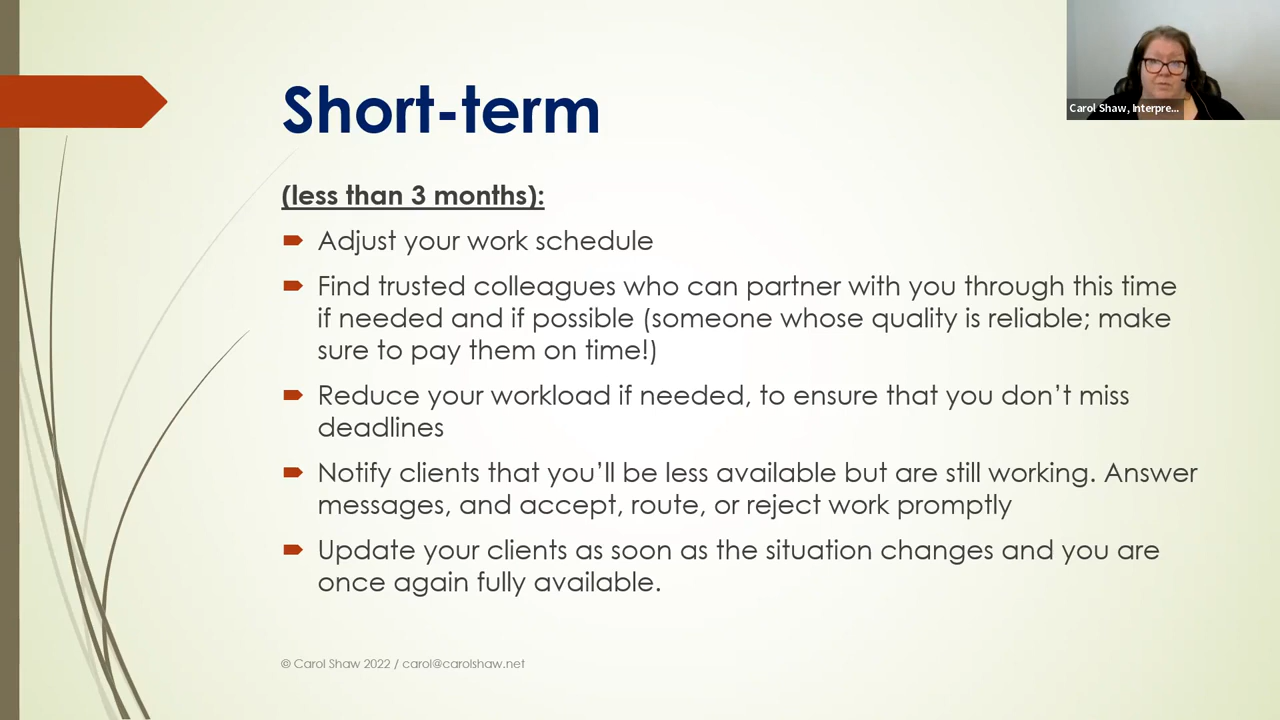 Short-term
Carol Shaw, Interpre...
(less than 3 months):
Adjust your work schedule
Find trusted colleagues who can partner with you through this time
if needed and if possible (someone whose quality is reliable; make
sure to pay them on time!)
Reduce your workload if needed, to ensure that you don’t miss
deadlines
Notify clients that you’ll be less available but are still working. Answer
messages, and accept, route, or reject work promptly
Update your clients as soon as the situation changes and you are
once again fully available.
© Carol Shaw 2022 / carol@carolshaw.net